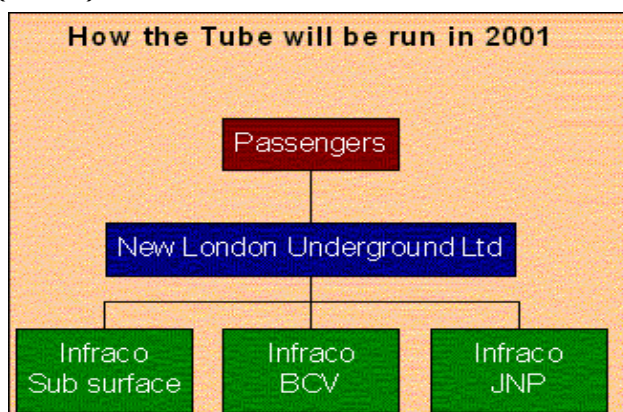 How the Tube will be run in 2001
Passengers
New London Underground Ltd
Infraco
Sub surface
Infraco
BCV
Infraco
JNP